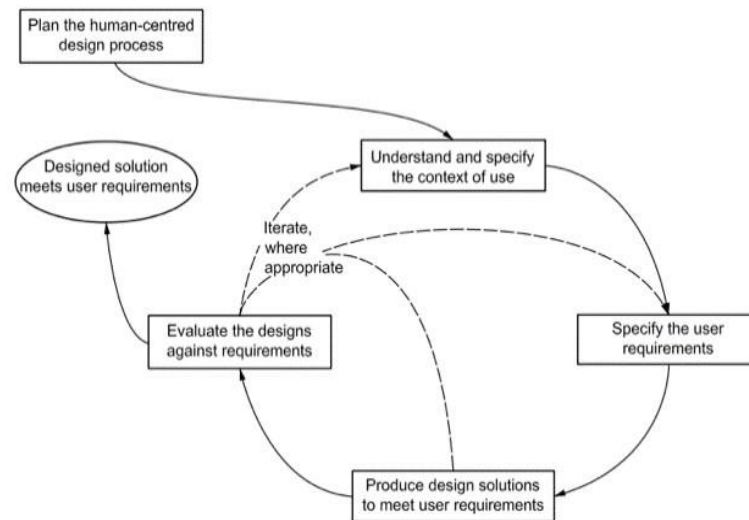 Plan the human-centred
design process
Understand and specify
the context of use
Designed solution
meets user requirements
Iterate,
where
appropriate
Evaluate the designs
against requirements
Specify the user
requirements
Produce design solutions
to meet user requirements